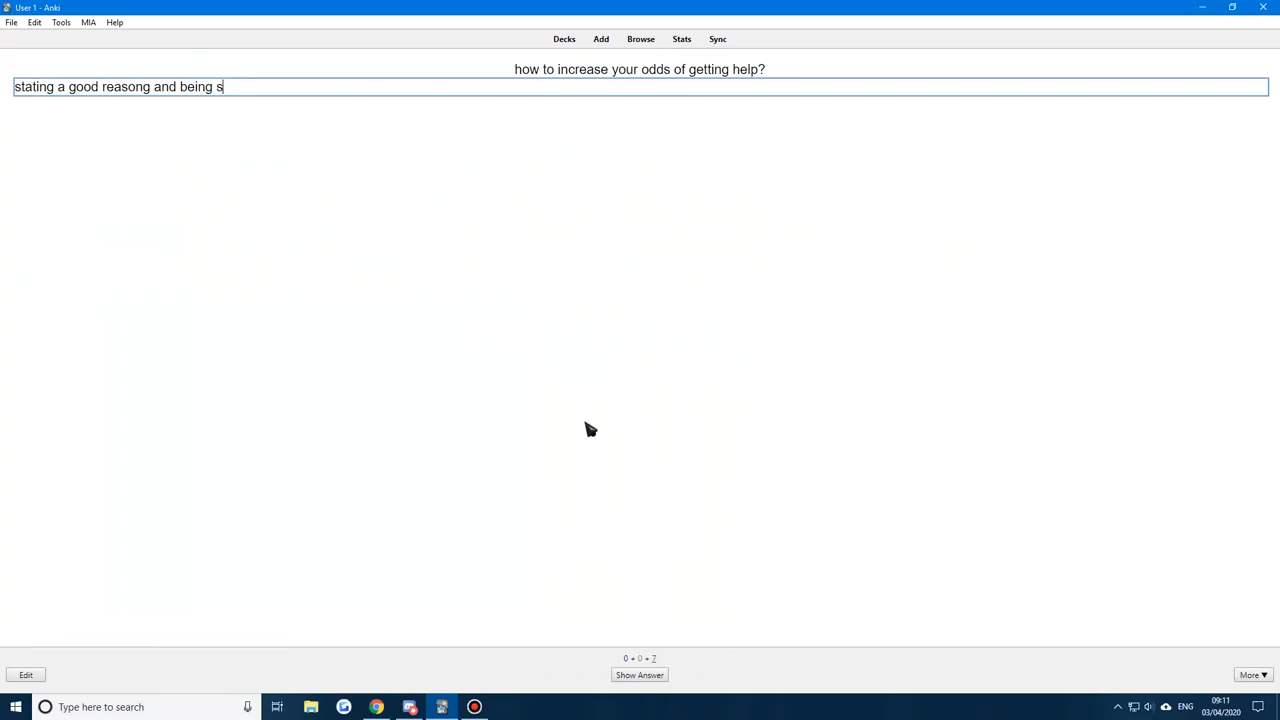 User 1 - Anki
File Edit Tools MIA Help
Decks Add Browse Stats Sync
how to increase your odds of getting help?
stating a good reasong and being s
0 + 0 + 7
Edit Show Answer More ▼
Type here to search ENG 09:11
03/04/2020